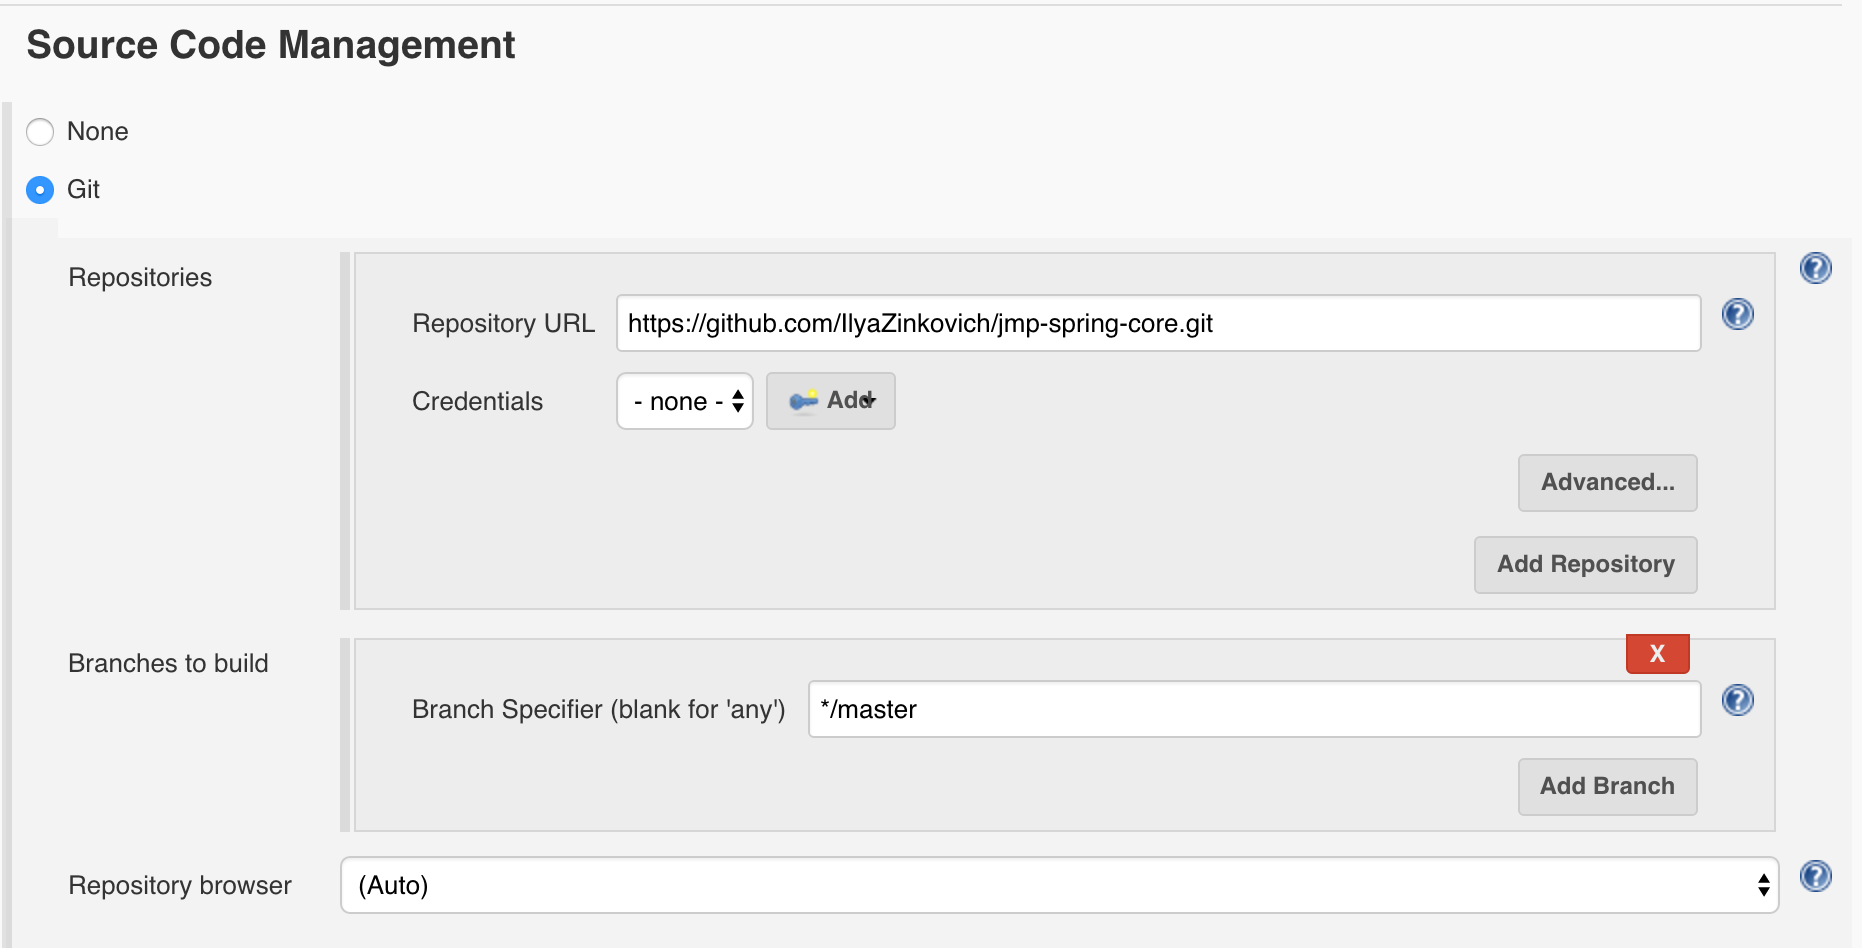 Source Code Management
None
Git
Repositories
Repository URL https://github.com/IlyaZinkovich/jmp-spring-core.git
Credentials - none - Add
Advanced...
Add Repository
Branches to build
X
Branch Specifier (blank for 'any') */master
Add Branch
Repository browser (Auto)